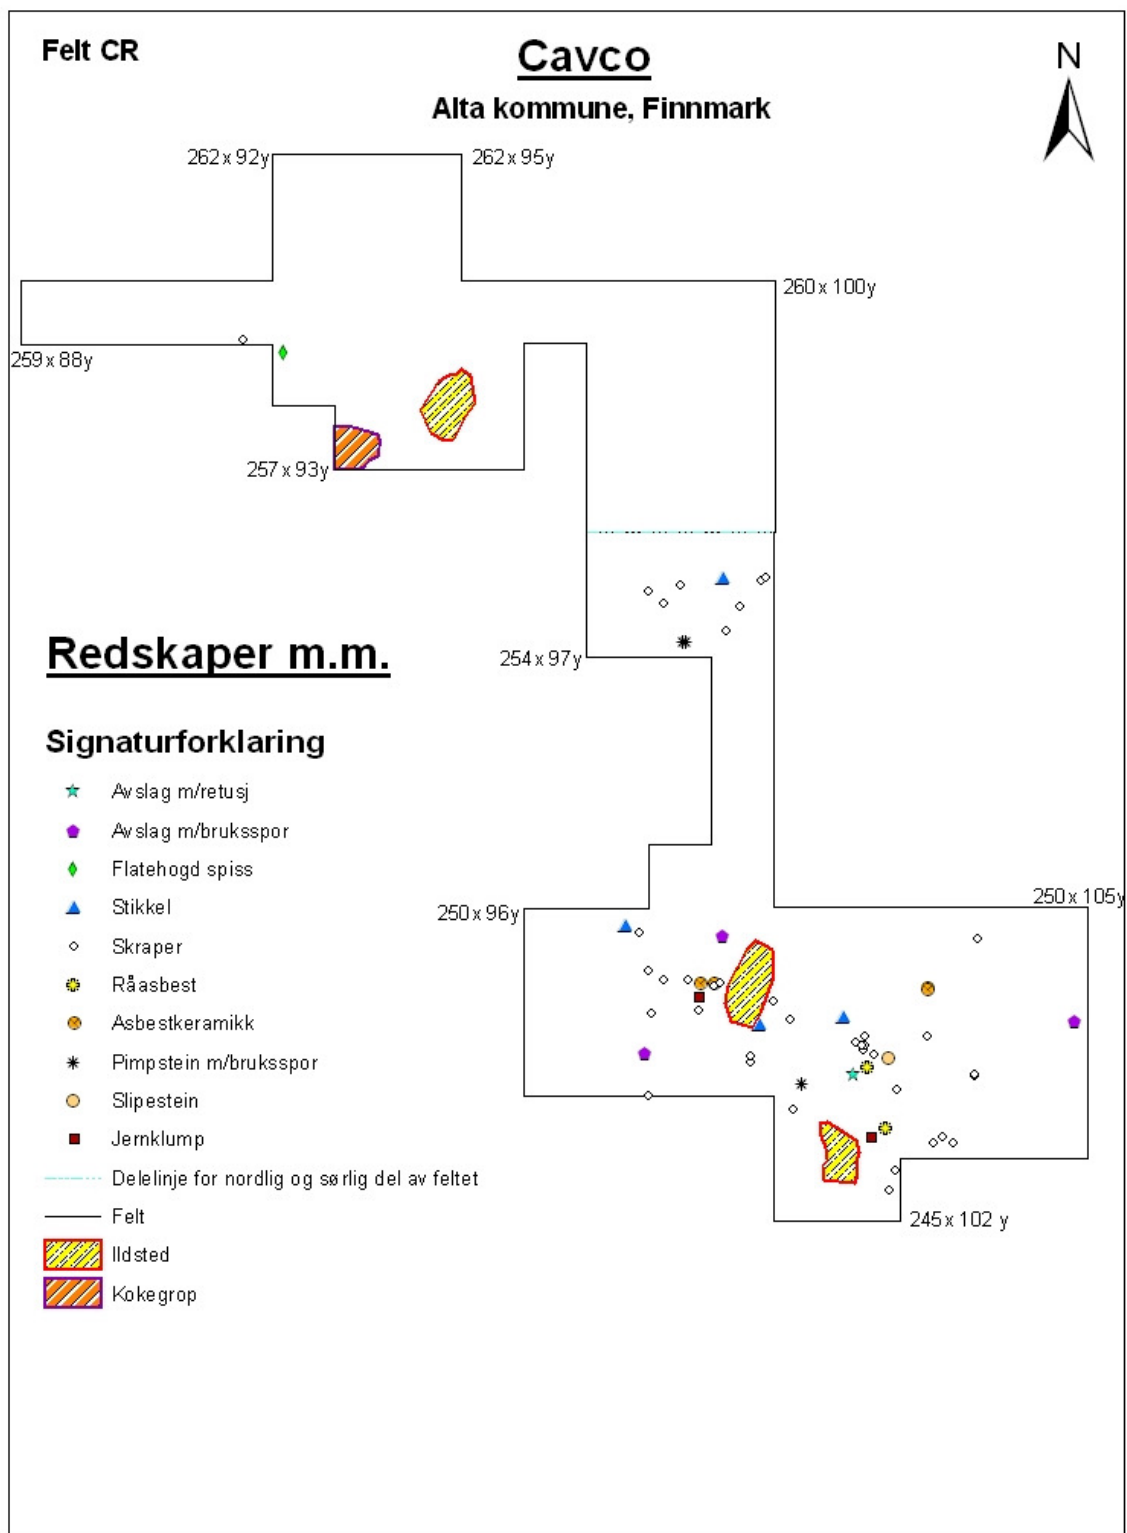 Felt CR
Cavco
N
Alta kommune, Finnmark
262 x 92y
262 x 95y
260 x 100y
259 x 88y
257 x 93y
Redskaper m.m.
254 x 97y
Signaturforklaring
Avslag m/retusj
Avslag m/bruksspor
Flatehogd spiss
250 x 105y
Stikkel
250 x 96y
Skraper
Råasbest
Asbestkeramikk
Pimpstein m/bruksspor
Slipestein
Jernklump
Delelinje for nordlig og sørlig del av feltet
Felt
245 x 102 y
Ildsted
Kokegrop